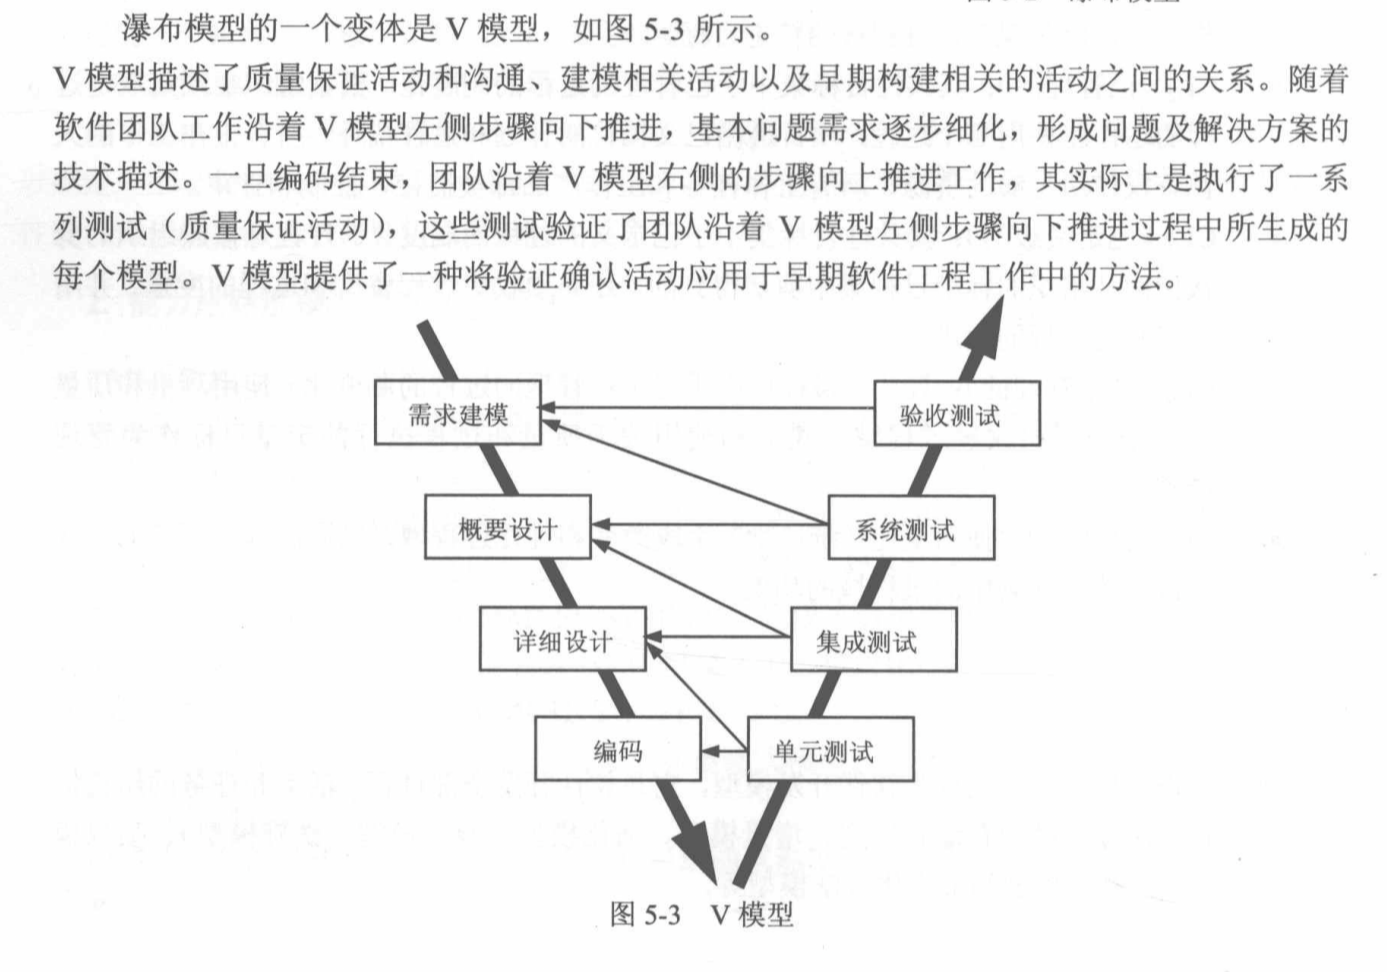 瀑布模型的一个变体是 V 模型，如图 5-3 所示。
V 模型描述了质量保证活动和沟通、建模相关活动以及早期构建相关的活动之间的关系。随着
软件团队工作沿着 V 模型左侧步骤向下推进，基本问题需求逐步细化，形成问题及解决方案的
技术描述。一旦编码结束，团队沿着 V 模型右侧的步骤向上推进工作，其实际上是执行了一系
列测试（质量保证活动），这些测试验证了团队沿着 V 模型左侧步骤向下推进过程中所生成的
每个模型。V 模型提供了一种将验证确认活动应用于早期软件工程工作中的方法。
需求建模
验收测试
概要设计
系统测试
详细设计
集成测试
编码
单元测试
图 5-3 V 模型